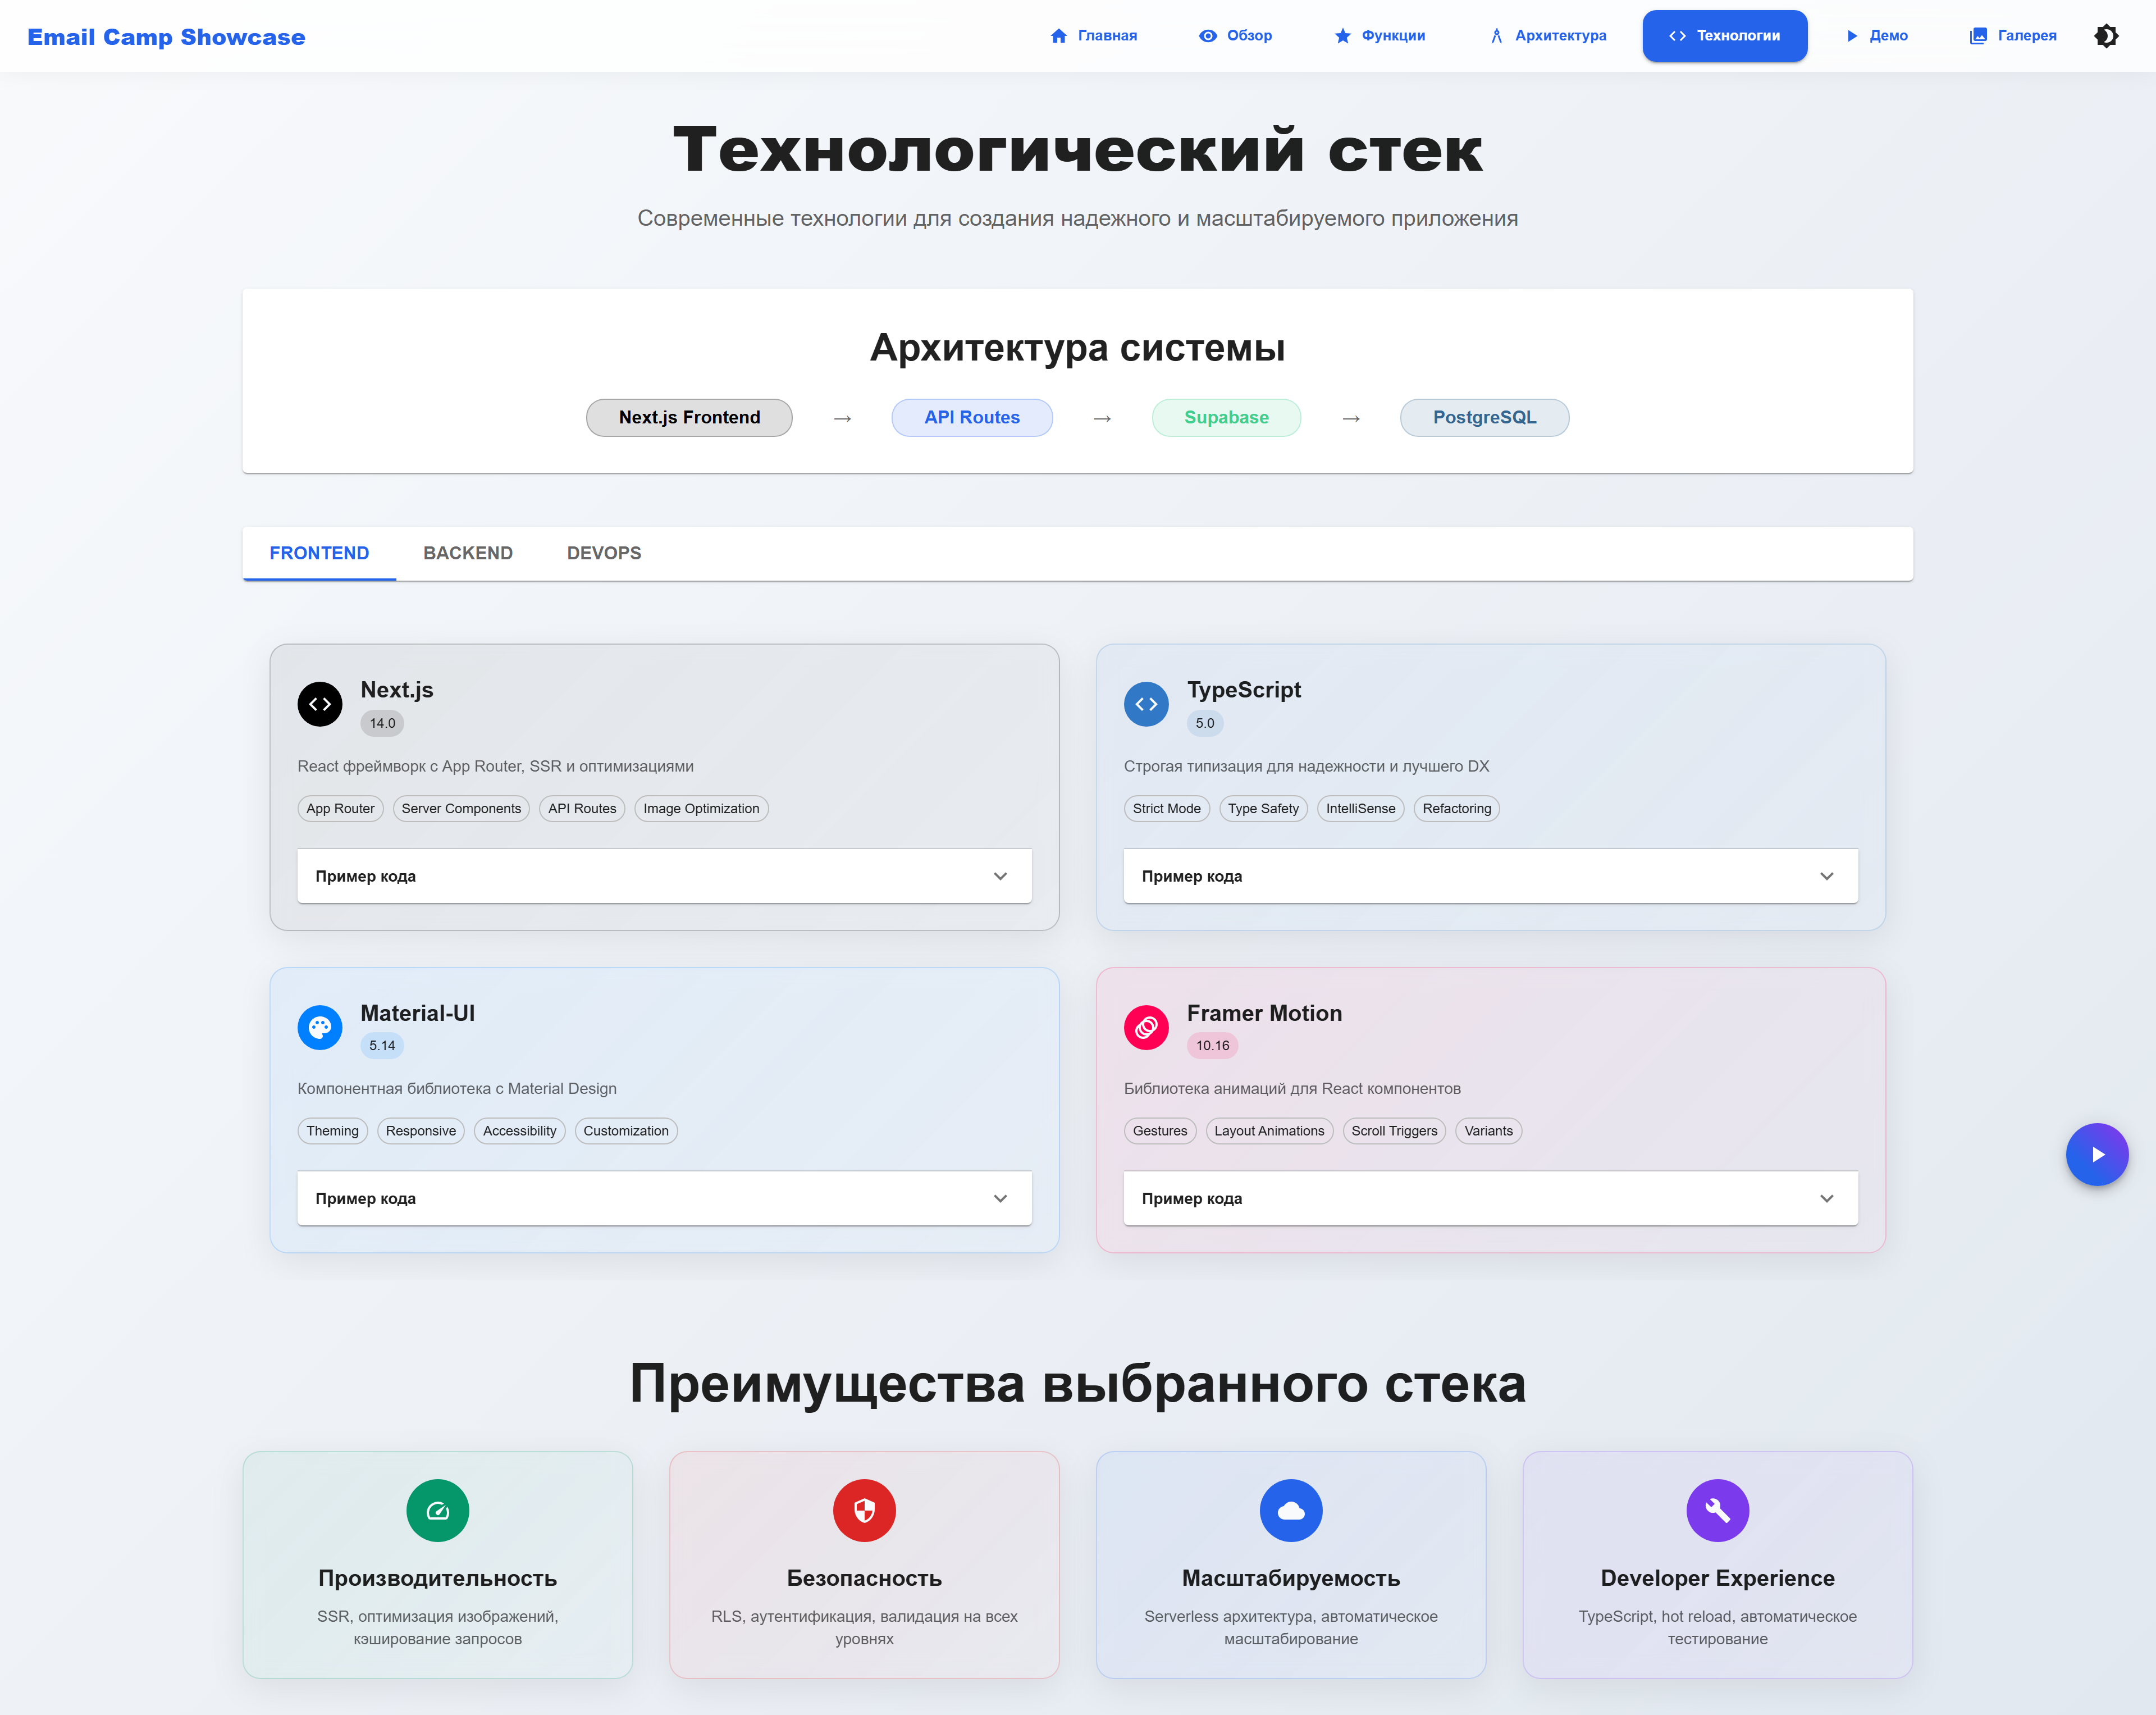 Email Camp Showcase
Главная
Обзор
Функции
Архитектура
Технологии
Демо
Галерея
Технологический стек
Современные технологии для создания надежного и масштабируемого приложения
Архитектура системы
Next.js Frontend → API Routes → Supabase → PostgreSQL
FRONTEND
BACKEND
DEVOPS
Next.js
14.0
React фреймворк с App Router, SSR и оптимизациями
App Router
Server Components
API Routes
Image Optimization
Пример кода
TypeScript
5.0
Строгая типизация для надежности и лучшего DX
Strict Mode
Type Safety
IntelliSense
Refactoring
Пример кода
Material-UI
5.14
Компонентная библиотека с Material Design
Theming
Responsive
Accessibility
Customization
Пример кода
Framer Motion
10.16
Библиотека анимаций для React компонентов
Gestures
Layout Animations
Scroll Triggers
Variants
Пример кода
Преимущества выбранного стека
Производительность
SSR, оптимизация изображений,
кэширование запросов
Безопасность
RLS, аутентификация, валидация на всех
уровнях
Масштабируемость
Serverless архитектура, автоматическое
масштабирование
Developer Experience
TypeScript, hot reload, автоматическое
тестирование